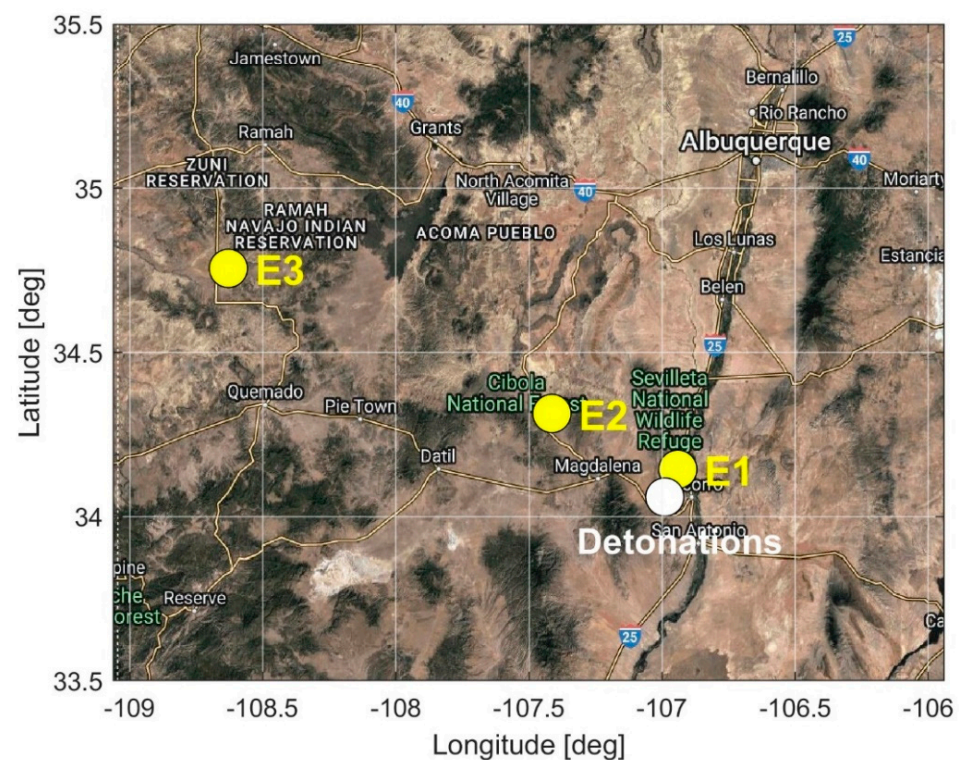 35.5
25
Jamestown
Bernalillo
40
Rio Rancho
Grants
Ramah
Albuquerque
ZUNI
RESERVATION
40
35
North Acomita
Village
40
Moriarty
RAMAH
NAVAJO INDIAN
RESERVATION
ACOMA PUEBLO
Los Lunas
Estancia
E3
Belen
25
34.5
Cibola
National
Sevilleta
National
Wildlife
Refuge
Quemado
Pie Town
E2
Datil
Magdalena
E1
34
San Antonio
Detonations
Reserve
25
33.5
-109
-108.5
-108
-107.5
-107
-106.5
-106
Latitude [deg]
Longitude [deg]